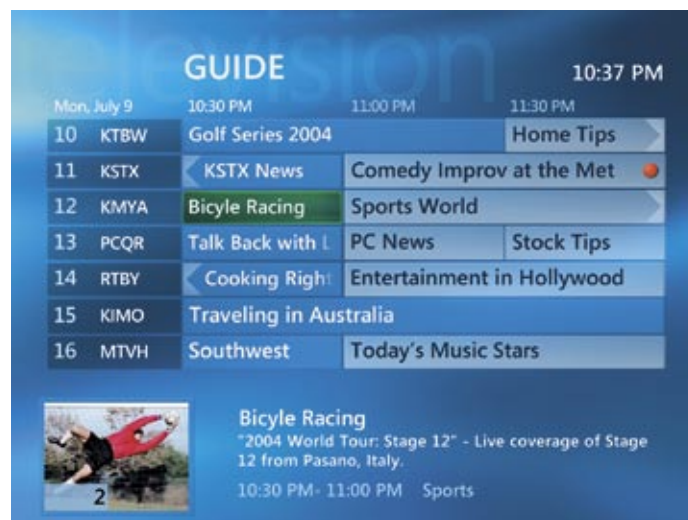 television
GUIDE
10:37 PM
Mon, July 9 10:30 PM 11:00 PM 11:30 PM
10 KTBW Golf Series 2004 Home Tips
11 KSTX KSTX News Comedy Improv at the Met
12 KMYA Bicyle Racing Sports World
13 PCQR Talk Back with L PC News Stock Tips
14 RTBY Cooking Right Entertainment in Hollywood
15 KIMO Traveling in Australia
16 MTVH Southwest Today's Music Stars
2
Bicyle Racing
"2004 World Tour: Stage 12" - Live coverage of Stage
12 from Pasano, Italy.
10:30 PM- 11:00 PM Sports